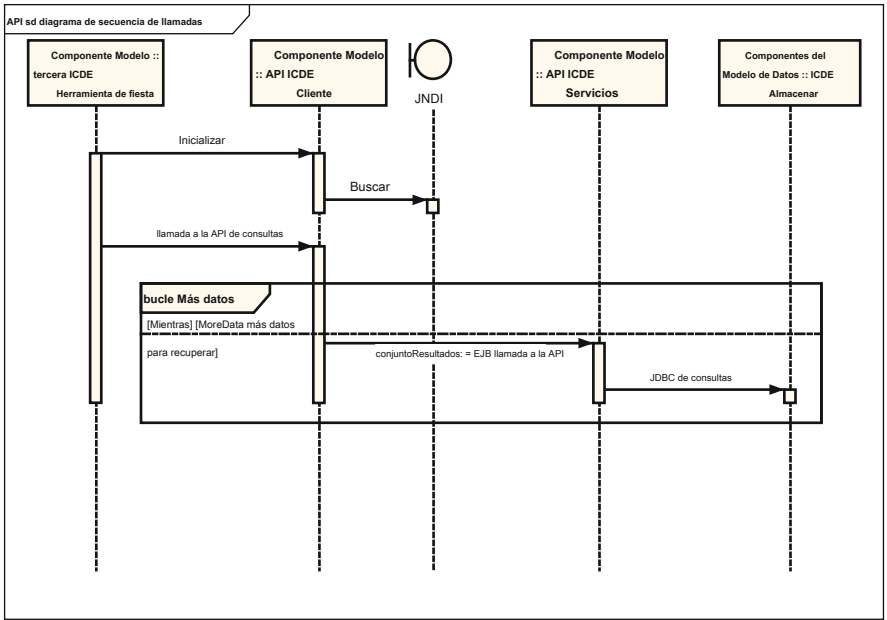 API sd diagrama de secuencia de llamadas
Componente Modelo ::
tercera ICDE
Herramienta de fiesta
Componente Modelo
:: API ICDE
Cliente
JNDI
Componente Modelo
:: API ICDE
Servicios
Componentes del
Modelo de Datos :: ICDE
Almacenar
Inicializar
Buscar
llamada a la API de consultas
bucle Más datos
[Mientras] [MoreData más datos
para recuperar]
conjuntoResultados: = EJB llamada a la API
JDBC de consultas